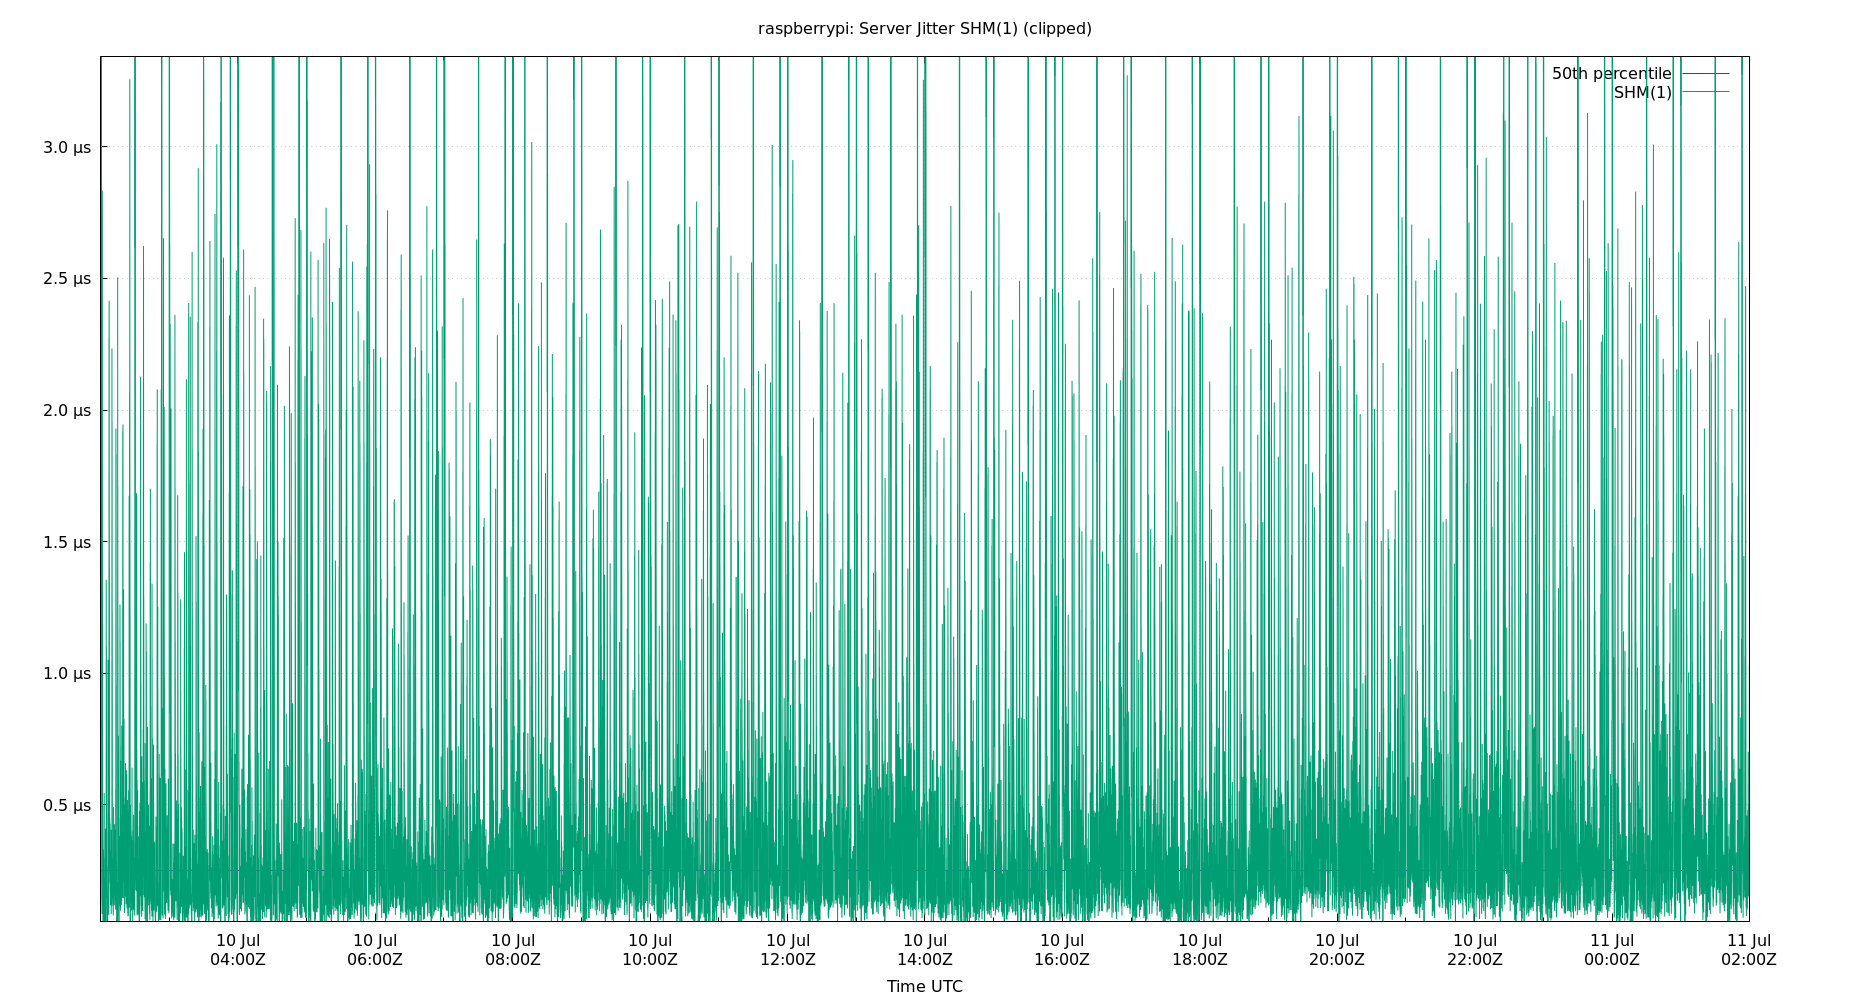 raspberrypi: Server Jitter SHM(1) (clipped)
50th percentile
SHM(1)
3.0 µs
2.5 µs
2.0 µs
1.5 µs
1.0 µs
0.5 µs
10 Jul 10 Jul 10 Jul 10 Jul 10 Jul 10 Jul 10 Jul 10 Jul 10 Jul 10 Jul 11 Jul 11 Jul
04:00Z 06:00Z 08:00Z 10:00Z 12:00Z 14:00Z 16:00Z 18:00Z 20:00Z 22:00Z 00:00Z 02:00Z
Time UTC